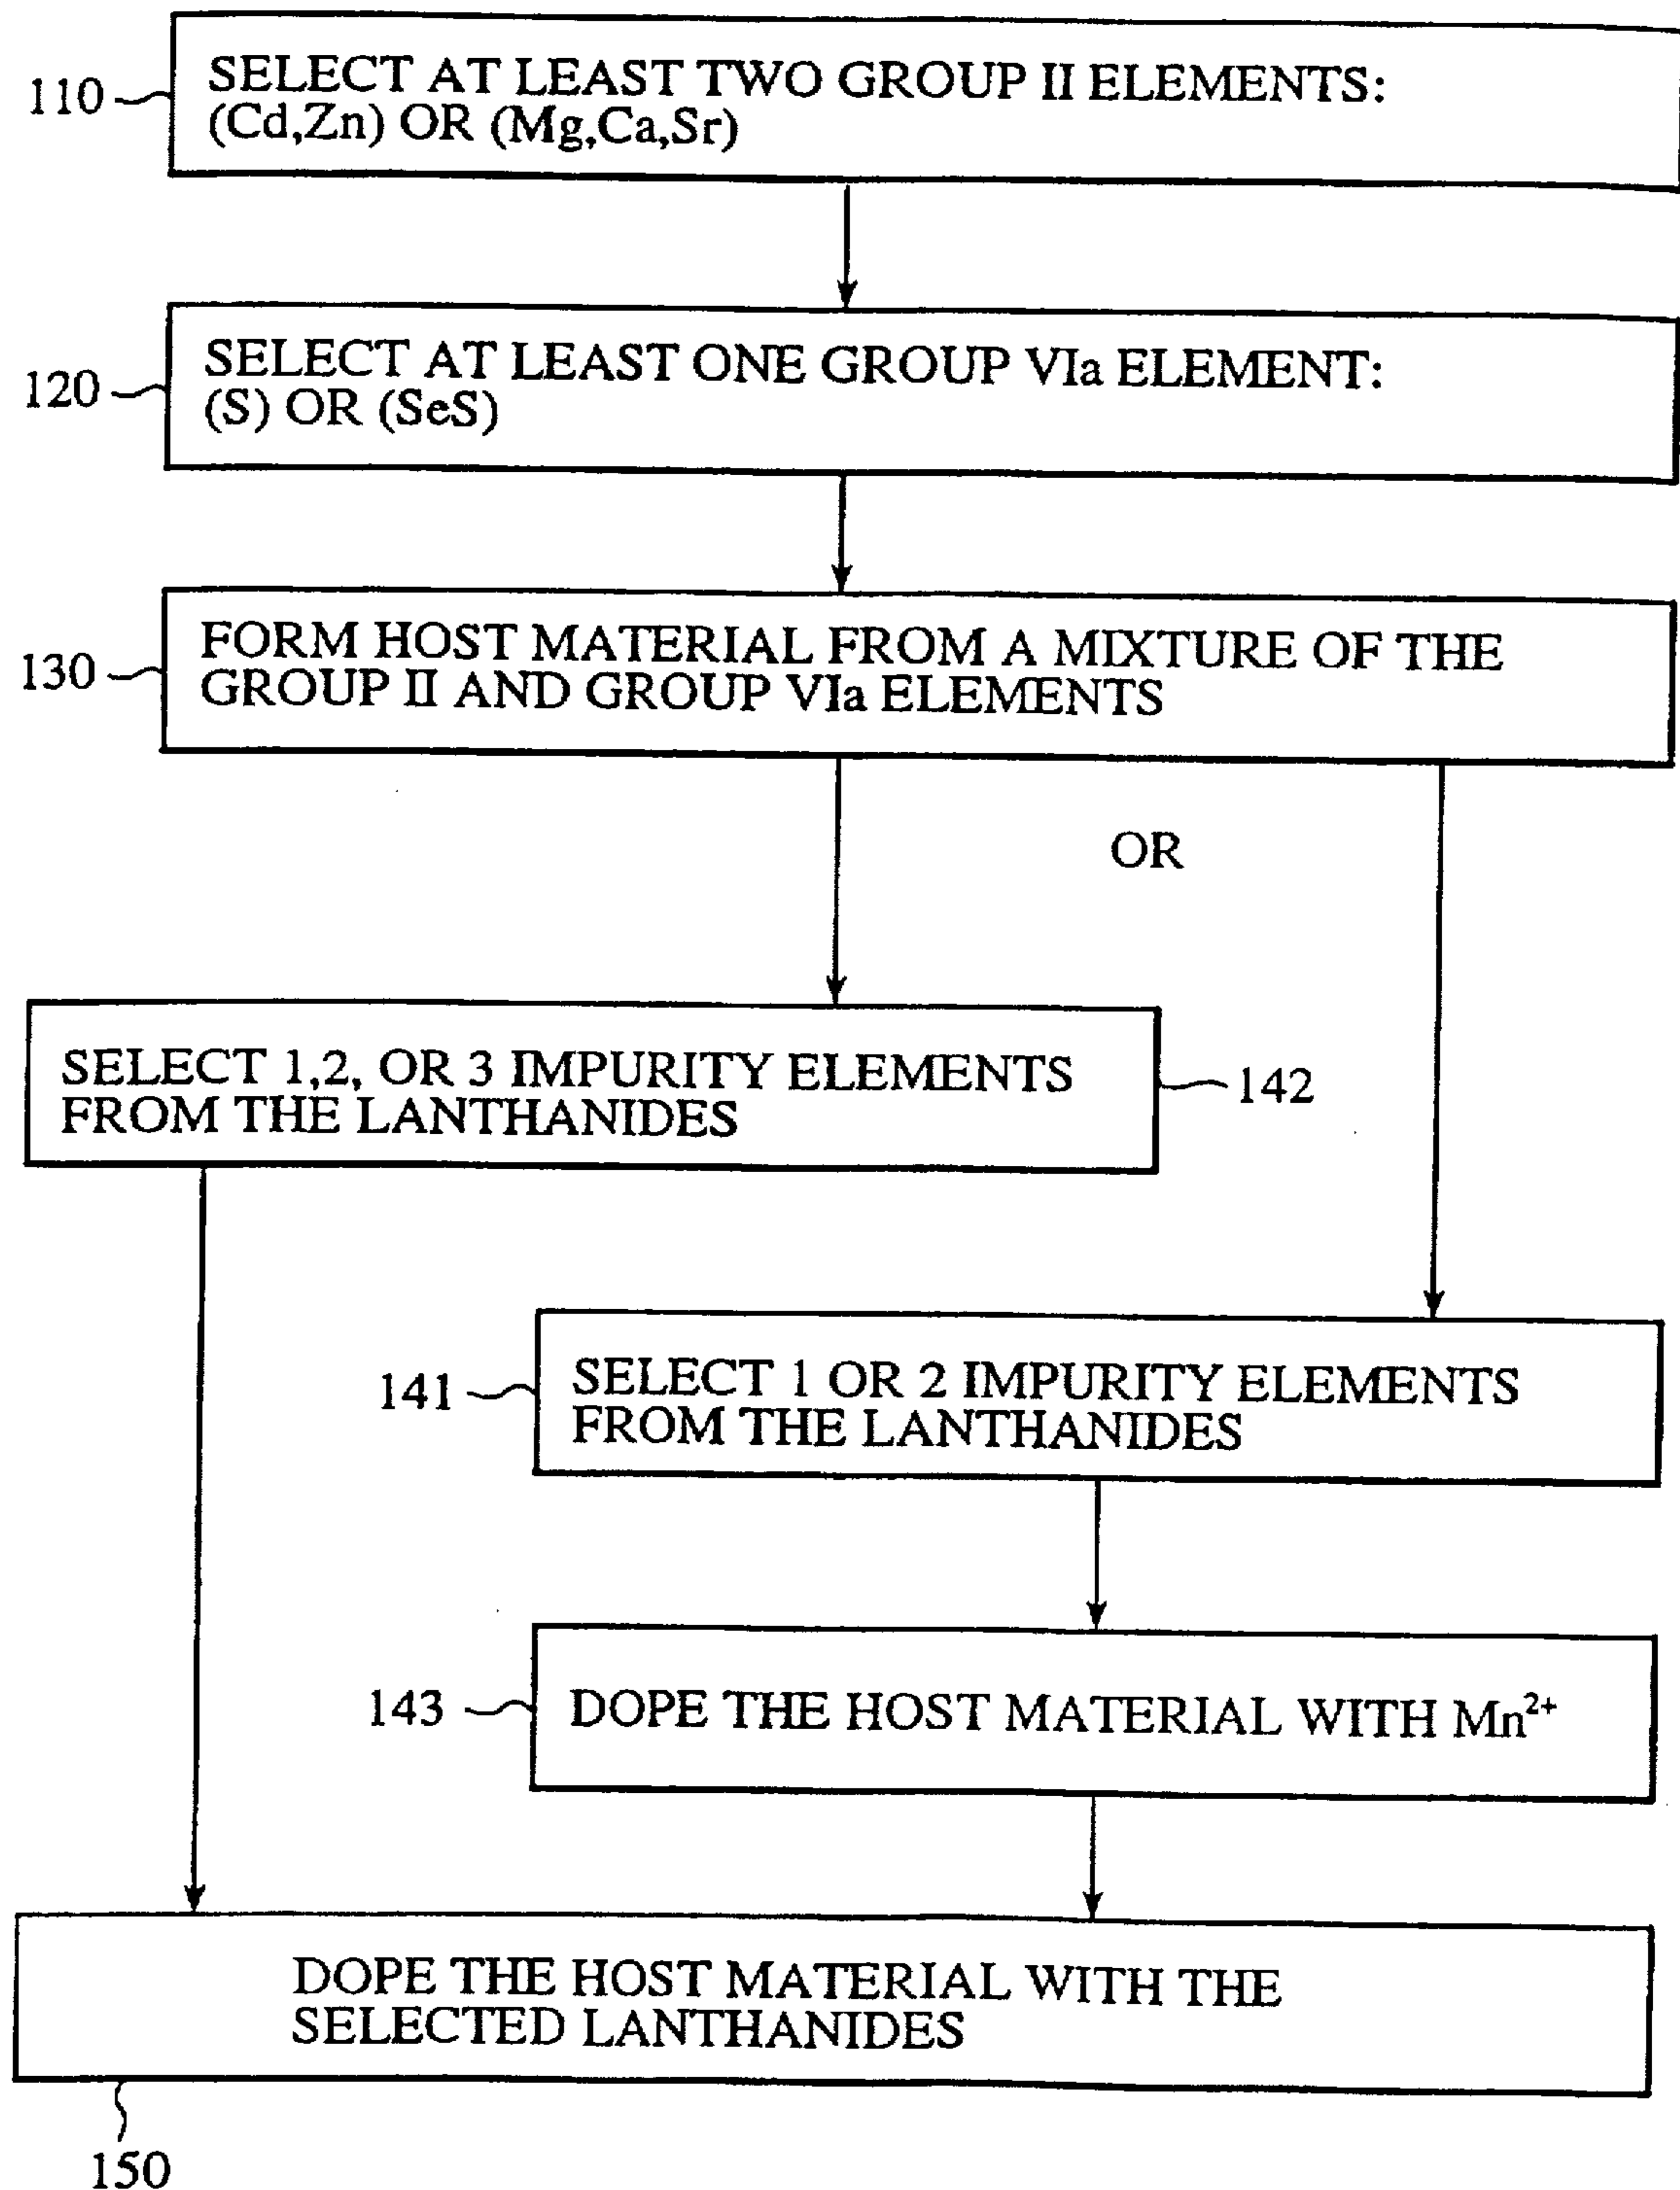 110
SELECT AT LEAST TWO GROUP II ELEMENTS:
(Cd,Zn) OR (Mg,Ca,Sr)
120
SELECT AT LEAST ONE GROUP VIa ELEMENT:
(S) OR (SeS)
130
FORM HOST MATERIAL FROM A MIXTURE OF THE
GROUP II AND GROUP VIa ELEMENTS
OR
SELECT 1,2, OR 3 IMPURITY ELEMENTS
FROM THE LANTHANIDES
142
141
SELECT 1 OR 2 IMPURITY ELEMENTS
FROM THE LANTHANIDES
143
DOPE THE HOST MATERIAL WITH Mn²⁺
DOPE THE HOST MATERIAL WITH THE
SELECTED LANTHANIDES
150